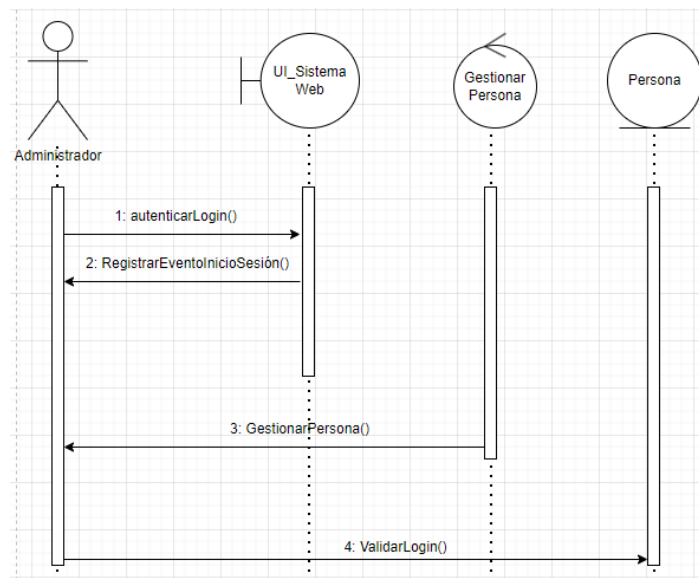 UI_Sistema
Web
Gestionar
Persona
Persona
Administrador
1: autenticarLogin()
2: RegistrarEventoInicioSesión()
3: GestionarPersona()
4: ValidarLogin()